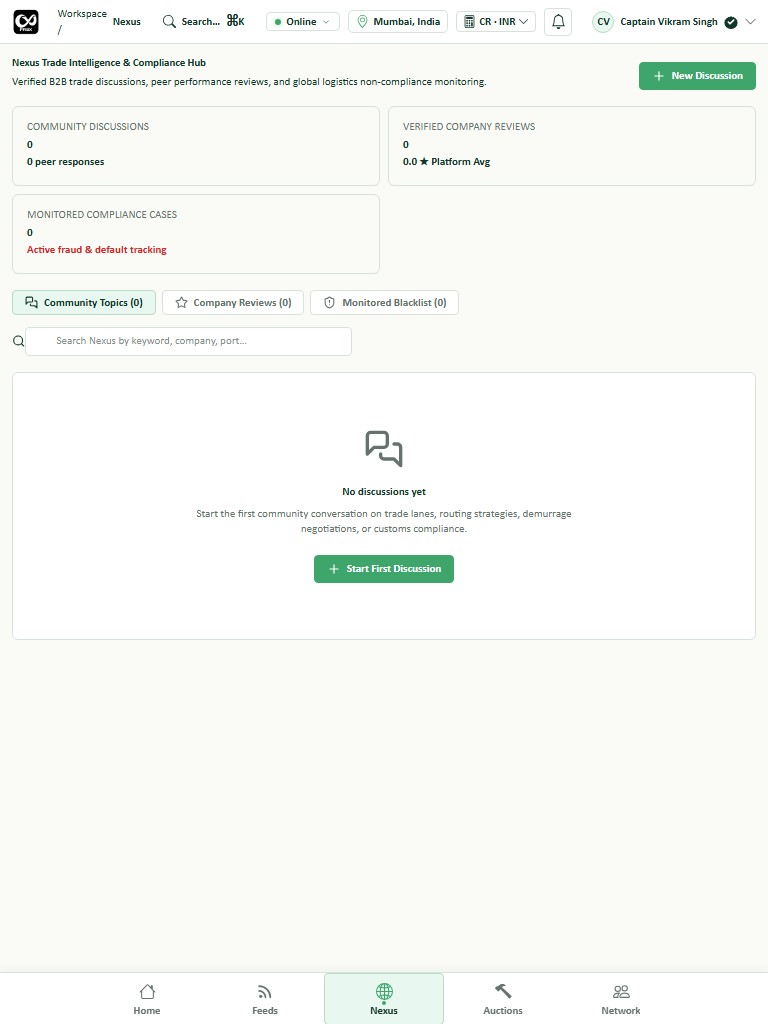 Workspace
/
Nexus
Search... ⌘K
Online
Mumbai, India
CR · INR
CV
Captain Vikram Singh
Nexus Trade Intelligence & Compliance Hub
Verified B2B trade discussions, peer performance reviews, and global logistics non-compliance monitoring.
+ New Discussion
COMMUNITY DISCUSSIONS
0
0 peer responses
VERIFIED COMPANY REVIEWS
0
0.0 ★ Platform Avg
MONITORED COMPLIANCE CASES
0
Active fraud & default tracking
Community Topics (0)
Company Reviews (0)
Monitored Blacklist (0)
Search Nexus by keyword, company, port...
No discussions yet
Start the first community conversation on trade lanes, routing strategies, demurrage
negotiations, or customs compliance.
+ Start First Discussion
Home
Feeds
Nexus
Auctions
Network